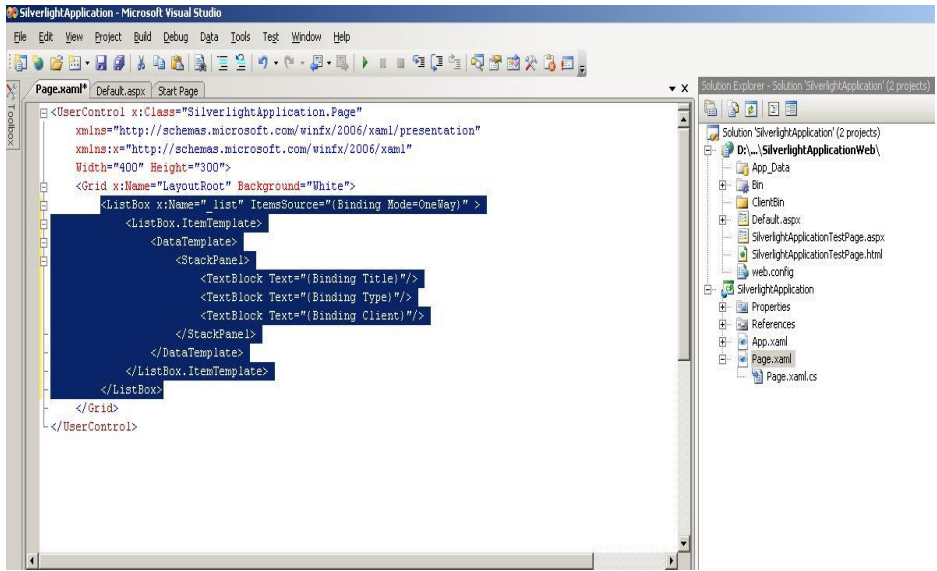 SilverlightApplication - Microsoft Visual Studio
File Edit View Project Build Debug Data Tools Test Window Help
Page.xaml* Default.aspx Start Page
Toolbox
<UserControl x:Class="SilverlightApplication.Page"
xmlns="http://schemas.microsoft.com/winfx/2006/xaml/presentation"
xmlns:x="http://schemas.microsoft.com/winfx/2006/xaml"
Width="400" Height="300">
<Grid x:Name="LayoutRoot" Background="White">
<ListBox x:Name="_list" ItemsSource="(Binding Mode=OneWay)" >
<ListBox.ItemTemplate>
<DataTemplate>
<StackPanel>
<TextBlock Text="(Binding Title)"/>
<TextBlock Text="(Binding Type)"/>
<TextBlock Text="(Binding Client)"/>
</StackPanel>
</DataTemplate>
</ListBox.ItemTemplate>
</ListBox>
</Grid>
</UserControl>
Solution Explorer - Solution 'SilverlightApplication' (2 projects)
Solution 'SilverlightApplication' (2 projects)
D:\...\SilverlightApplicationWeb\
App_Data
Bin
ClientBin
Default.aspx
SilverlightApplicationTestPage.aspx
SilverlightApplicationTestPage.html
web.config
SilverlightApplication
Properties
References
App.xaml
Page.xaml
Page.xaml.cs